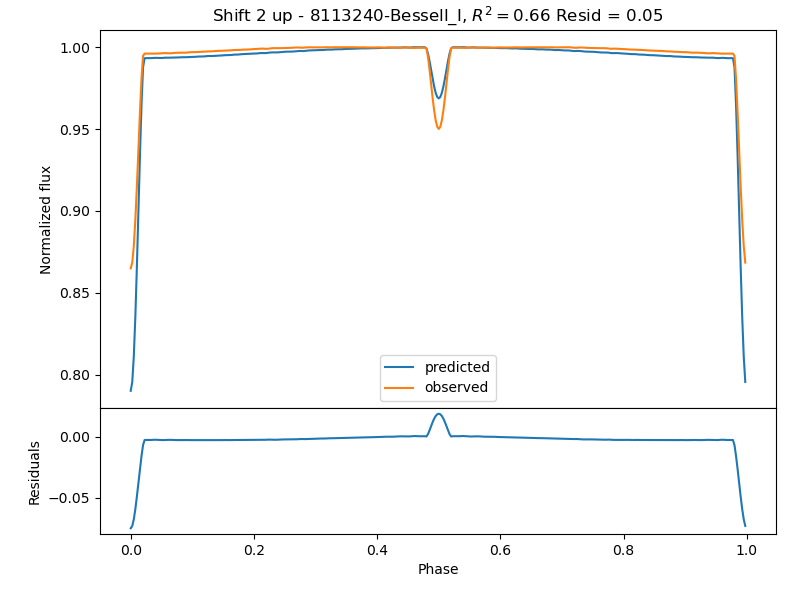 Shift 2 up - 8113240-Bessell_I, R² = 0.66 Resid = 0.05
Normalized flux
1.00
0.95
0.90
0.85
0.80
predicted
observed
Residuals
0.00
−0.05
0.0 0.2 0.4 0.6 0.8 1.0
Phase